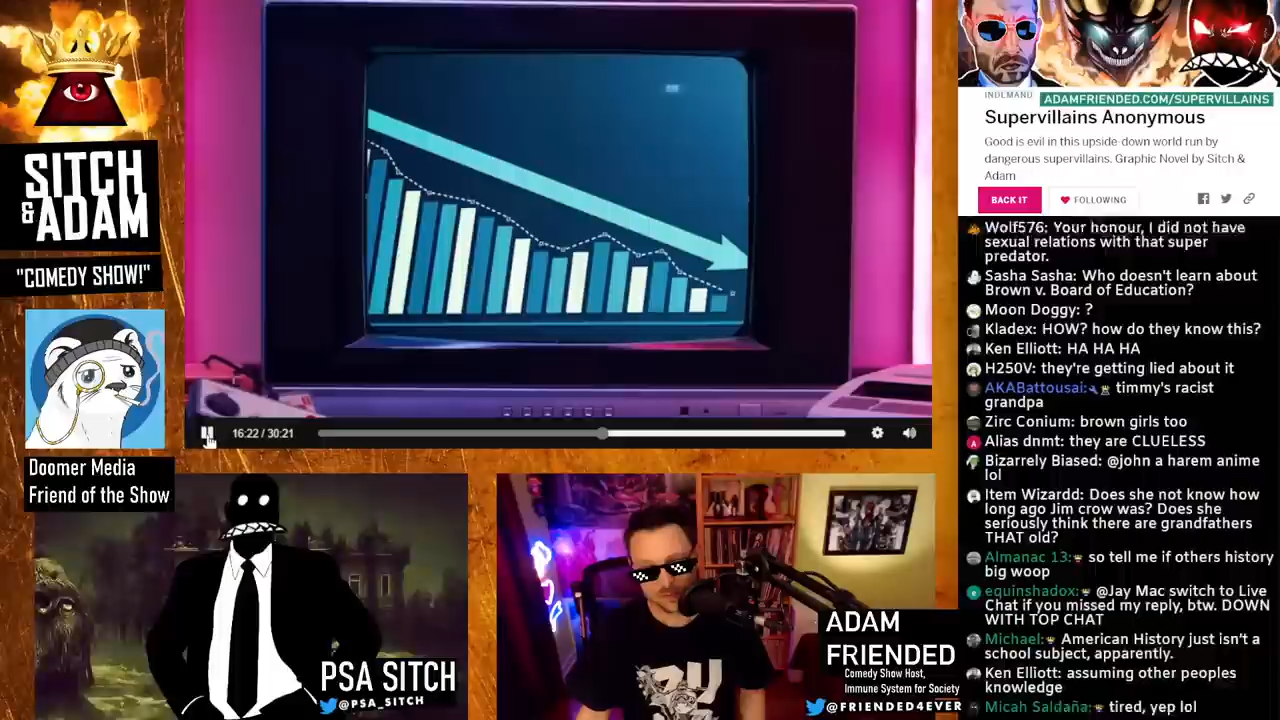 SITCH
& ADAM
"COMEDY SHOW!"
Doomer Media
Friend of the Show
16:22 / 30:21
PSA SITCH
@PSA_SITCH
ADAM
FRIENDED
Comedy Show Host,
Immune System for Society
@FRIENDED4EVER
INDEMAND
ADAMFRIENDED.COM/SUPERVILLAINS
Supervillains Anonymous
Good is evil in this upside-down world run by
dangerous supervillains. Graphic Novel by Sitch &
Adam
BACK IT
FOLLOWING
Wolf576: Your honour, I did not have
sexual relations with that super
predator.
Sasha Sasha: Who doesn't learn about
Brown v. Board of Education?
Moon Doggy: ?
Kladex: HOW? how do they know this?
Ken Elliott: HA HA HA
H250V: they're getting lied about it
AKABattousai: timmy's racist
grandpa
Zirc Conium: brown girls too
A
Alias dnmt: they are CLUELESS
Bizarrely Biased: @john a harem anime
lol
Item Wizardd: Does she not know how
long ago Jim crow was? Does she
seriously think there are grandfathers
THAT old?
Almanac 13: so tell me if others history
big woop
e
equinshadox: @Jay Mac switch to Live
Chat if you missed my reply, btw. DOWN
WITH TOP CHAT
Michael: American History just isn't a
school subject, apparently.
Ken Elliott: assuming other peoples
knowledge
Micah Saldaña: tired, yep lol